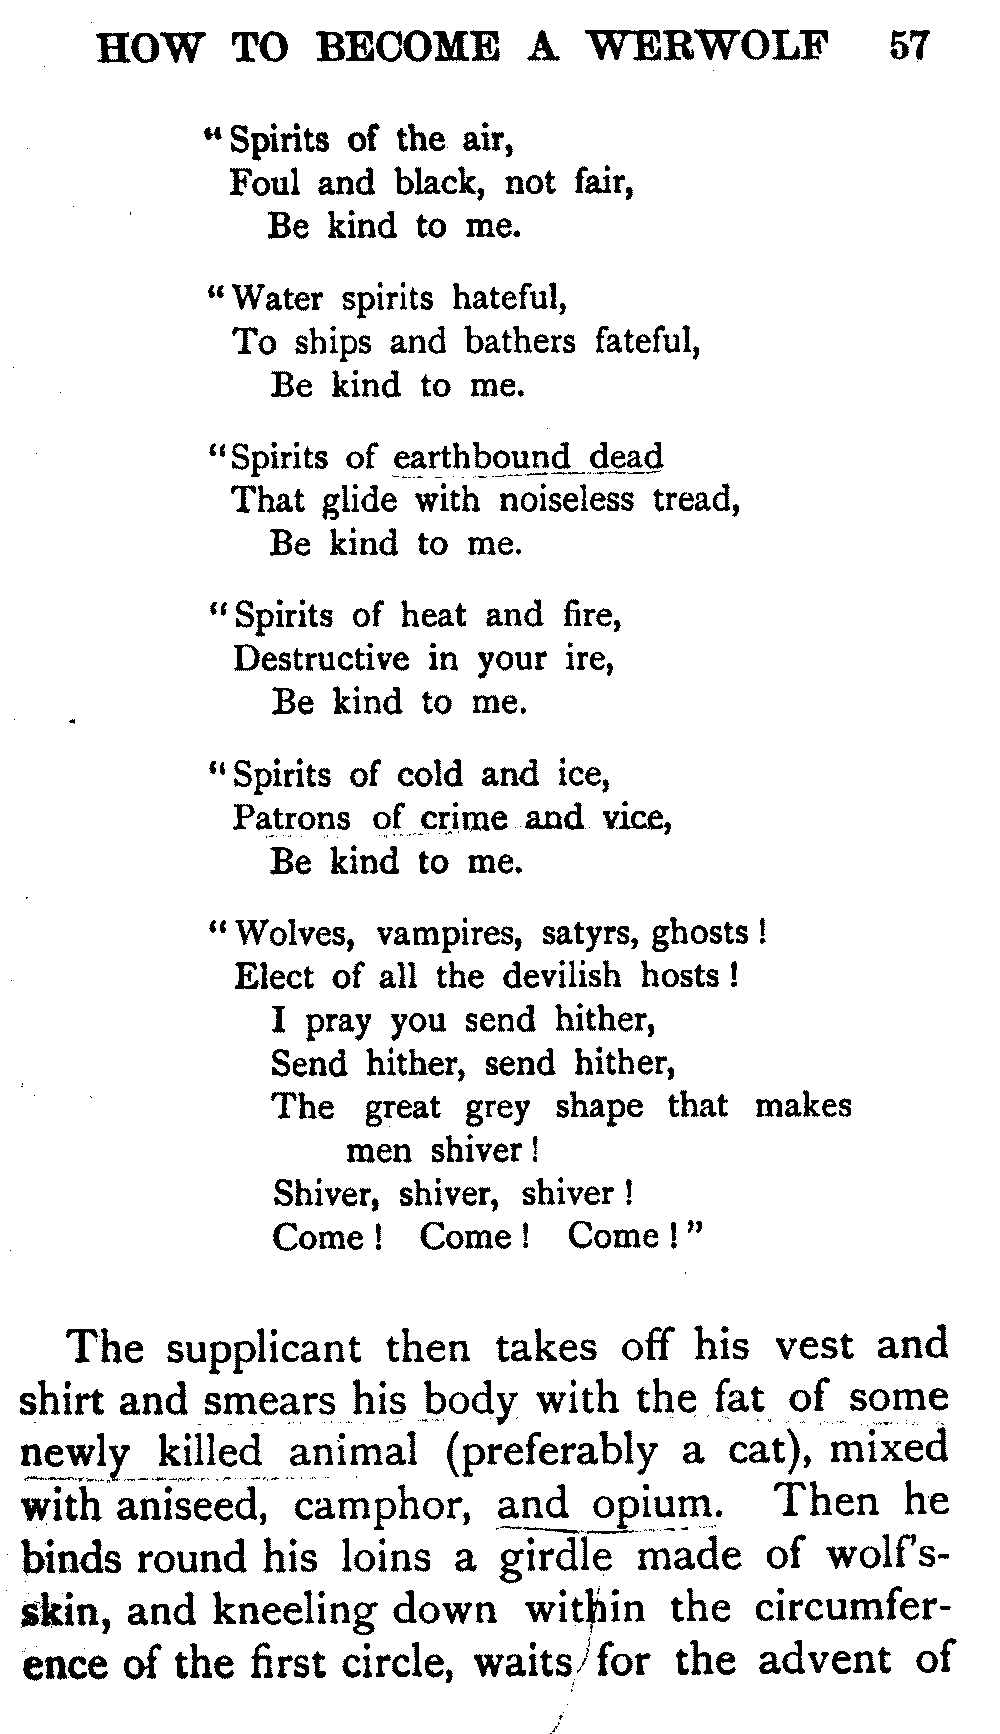 HOW TO BECOME A WERWOLF 57
“Spirits of the air,
Foul and black, not fair,
Be kind to me.
“Water spirits hateful,
To ships and bathers fateful,
Be kind to me.
“Spirits of earthbound dead
That glide with noiseless tread,
Be kind to me.
“Spirits of heat and fire,
Destructive in your ire,
Be kind to me.
“Spirits of cold and ice,
Patrons of crime and vice,
Be kind to me.
“Wolves, vampires, satyrs, ghosts!
Elect of all the devilish hosts!
I pray you send hither,
Send hither, send hither,
The great grey shape that makes
men shiver!
Shiver, shiver, shiver!
Come! Come! Come!”
The supplicant then takes off his vest and
shirt and smears his body with the fat of some
newly killed animal (preferably a cat), mixed
with aniseed, camphor, and opium. Then he
binds round his loins a girdle made of wolf's-
skin, and kneeling down within the circumfer-
ence of the first circle, waits for the advent of